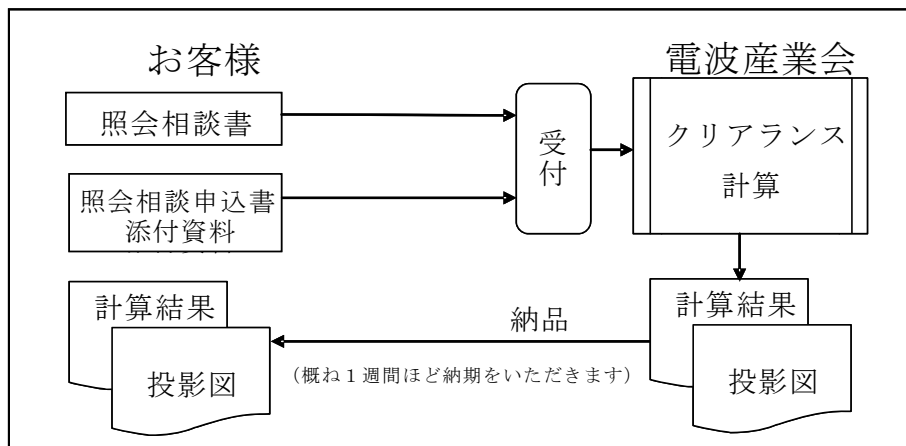 お客様
電波産業会
照会相談書
受付
クリアランス
計算
照会相談申込書
添付資料
計算結果
投影図
納品
（概ね１週間ほど納期をいただきます）
計算結果
投影図